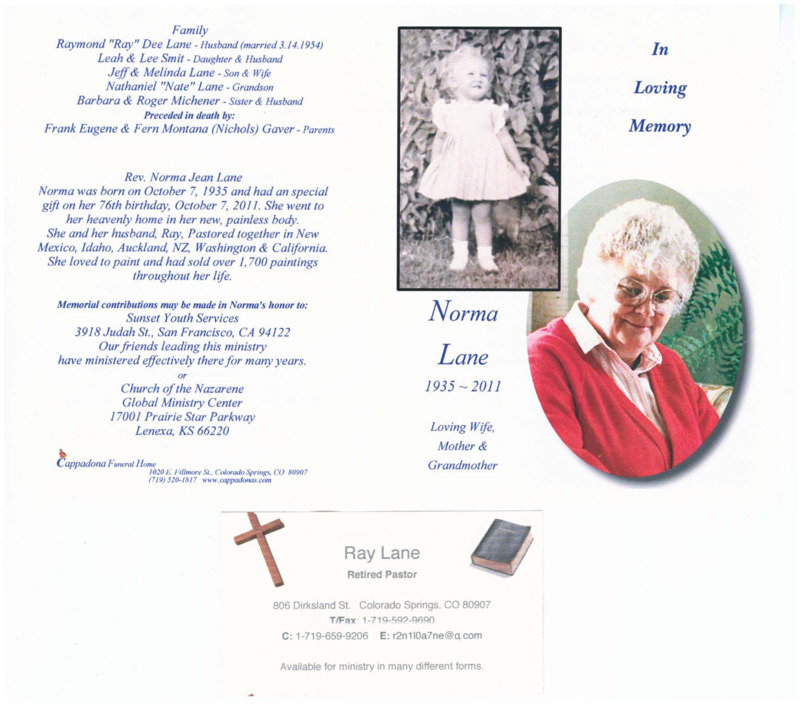 Family
Raymond "Ray" Dee Lane - Husband (married 3.14.1954)
Leah & Lee Smit - Daughter & Husband
Jeff & Melinda Lane - Son & Wife
Nathaniel "Nate" Lane - Grandson
Barbara & Roger Michener - Sister & Husband
Preceded in death by:
Frank Eugene & Fern Montana (Nichols) Gaver - Parents
Rev. Norma Jean Lane
Norma was born on October 7, 1935 and had an special
gift on her 76th birthday, October 7, 2011. She went to
her heavenly home in her new, painless body.
She and her husband, Ray, Pastored together in New
Mexico, Idaho, Auckland, NZ, Washington & California.
She loved to paint and had sold over 1,700 paintings
throughout her life.
Memorial contributions may be made in Norma's honor to:
Sunset Youth Services
3918 Judah St., San Francisco, CA 94122
Our friends leading this ministry
have ministered effectively there for many years.
or
Church of the Nazarene
Global Ministry Center
17001 Prairie Star Parkway
Lenexa, KS 66220
Cappadona Funeral Home
1020 E. Fillmore St., Colorado Springs, CO 80907
(719) 520-1817 www.cappadonas.com
In
Loving
Memory
Norma
Lane
1935 ~ 2011
Loving Wife,
Mother &
Grandmother
Ray Lane
Retired Pastor
806 Dirksland St. Colorado Springs, CO 80907
T/Fax: 1-719-592-9690
C: 1-719-659-9206 E: r2n1l0a7ne@q.com
Available for ministry in many different forms.